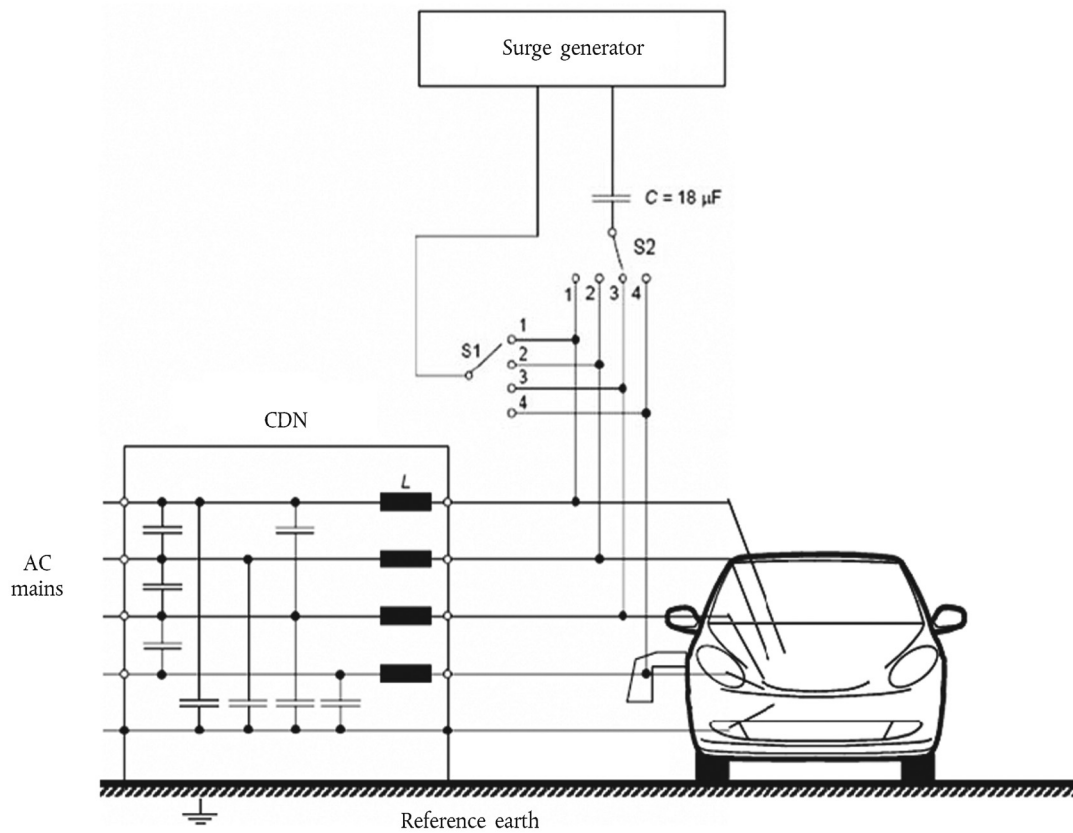 Surge generator
C = 18 μF
S2
1 2 3 4
1
S1
2
3
4
CDN
L
AC
mains
Reference earth